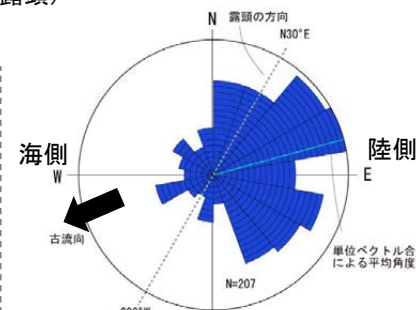 露頭)
N
露頭の方向
N30°E
海側
陸側
W
E
古流向
単位ベクトル合
による平均角度
N=207